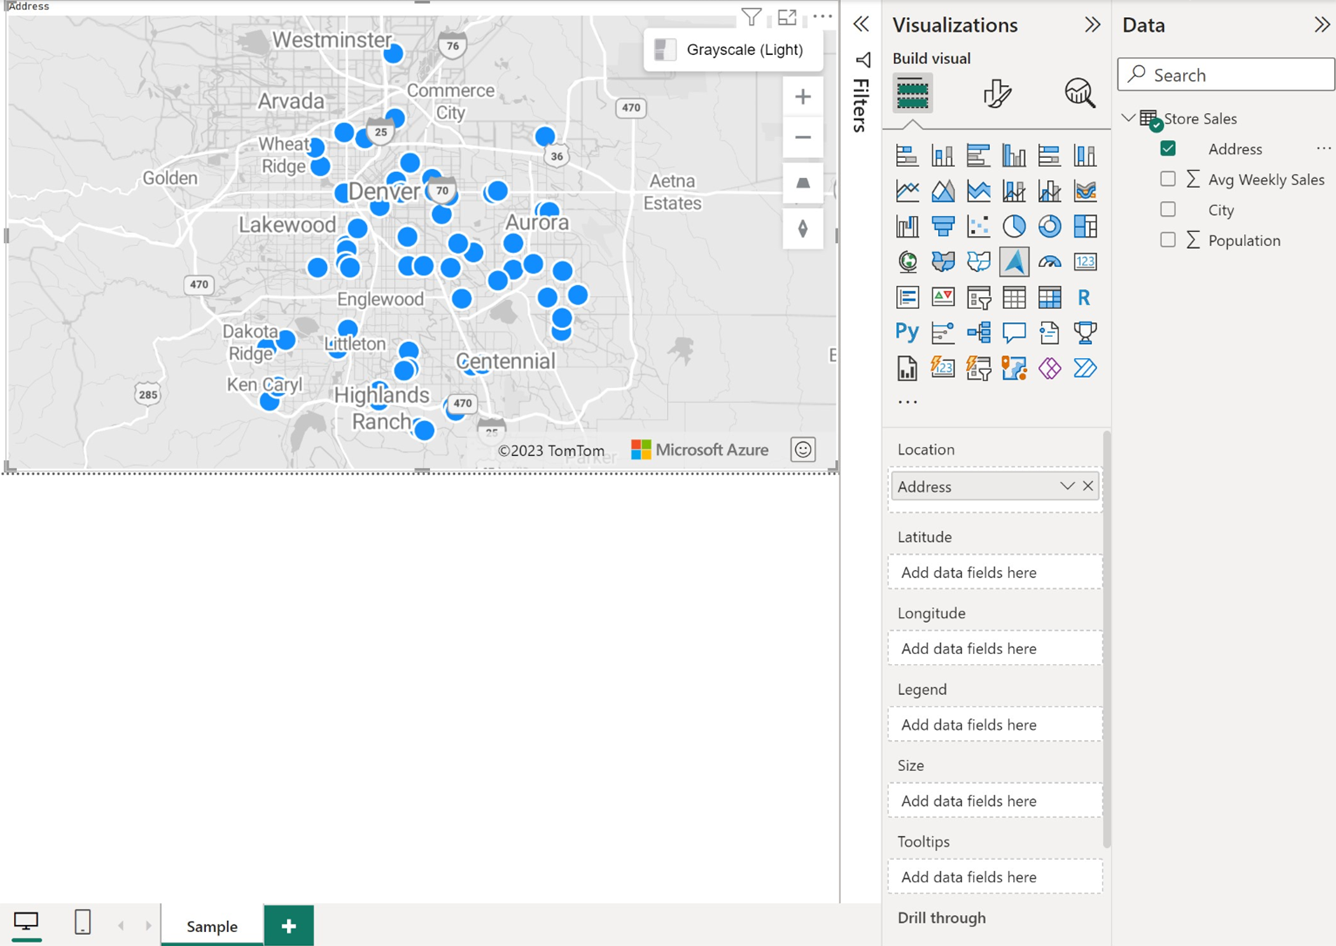 Address
Westminster
76
Grayscale (Light)
Arvada
Commerce
City
470
25
Wheat
Ridge
36
Golden
Denver
70
Aetna
Estates
Lakewood
Aurora
470
Englewood
Dakota
Ridge
Littleton
Centennial
Ken Caryl
285
Highlands
Ranch
470
25
©2023 TomTom
Microsoft Azure
Parker
Filters
Visualizations
Build visual
123
R
Py
123
Location
Address
Latitude
Add data fields here
Longitude
Add data fields here
Legend
Add data fields here
Size
Add data fields here
Tooltips
Add data fields here
Drill through
Data
Search
Store Sales
Address
Avg Weekly Sales
City
Population
Sample